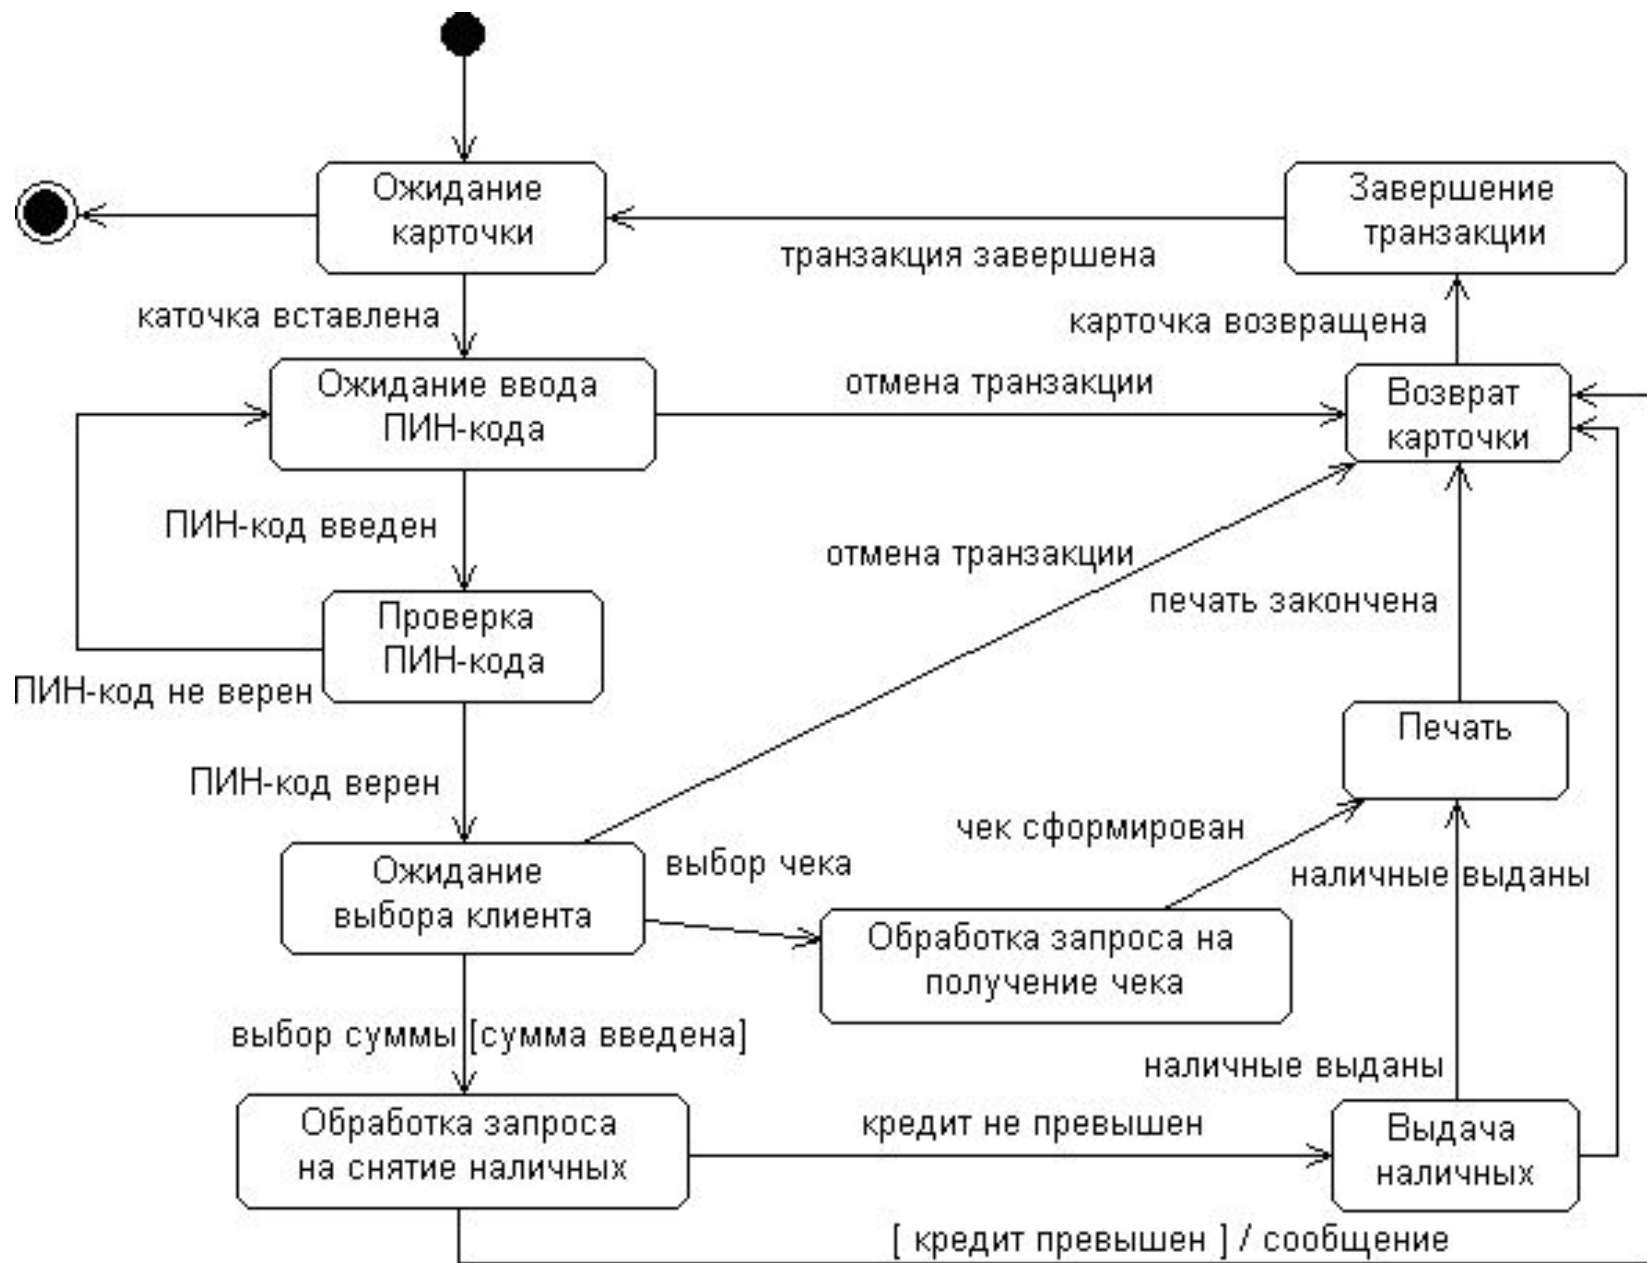 Ожидание
карточки
Завершение
транзакции
транзакция завершена
каточка вставлена
карточка возвращена
Ожидание ввода
ПИН-кода
отмена транзакции
Возврат
карточки
ПИН-код введен
отмена транзакции
печать закончена
Проверка
ПИН-кода
ПИН-код не верен
Печать
ПИН-код верен
чек сформирован
выбор чека
Ожидание
выбора клиента
наличные выданы
Обработка запроса на
получение чека
выбор суммы [сумма введена]
наличные выданы
Обработка запроса
на снятие наличных
кредит не превышен
Выдача
наличных
[ кредит превышен ] / сообщение